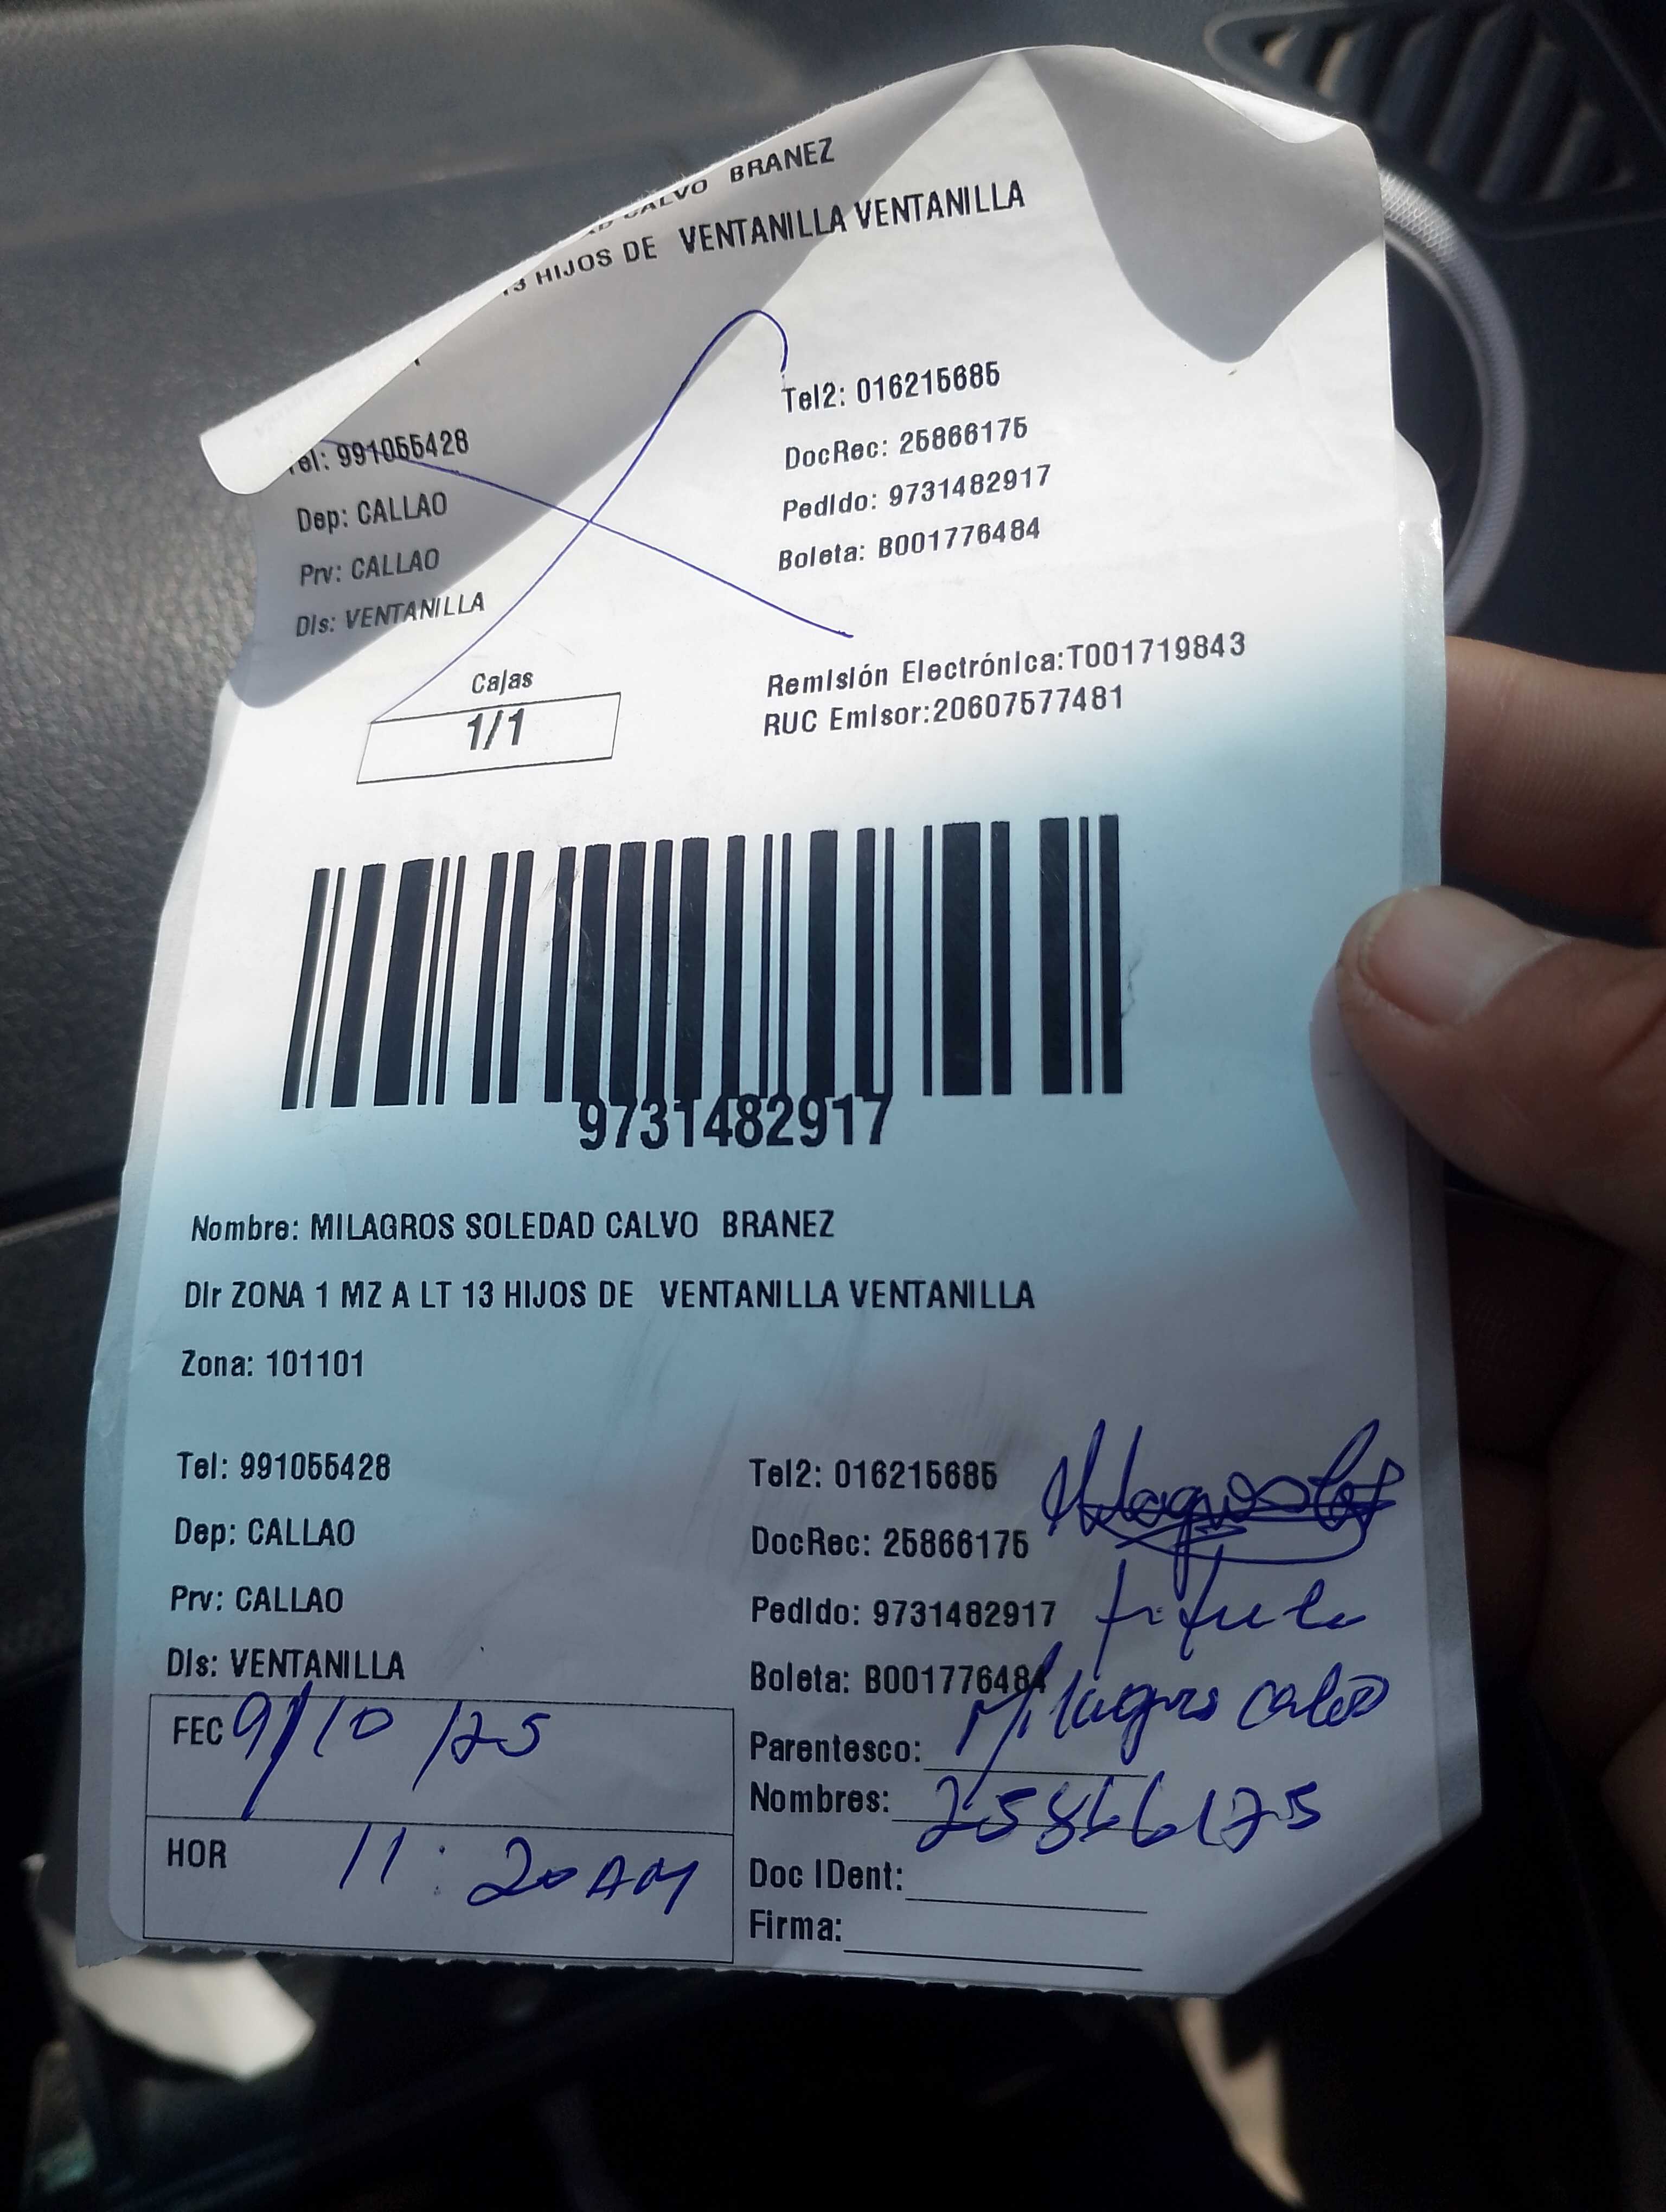 CALVO BRANEZ
13 HIJOS DE VENTANILLA VENTANILLA
Tel: 991055428
Tel2: 016215685
Dep: CALLAO
DocRec: 25866175
Prv: CALLAO
Pedido: 9731482917
Dis: VENTANILLA
Boleta: B001776484
Cajas
1/1
Remisión Electrónica:T001719843
RUC Emisor:20607577481
9731482917
Nombre: MILAGROS SOLEDAD CALVO BRANEZ
Dir ZONA 1 MZ A LT 13 HIJOS DE VENTANILLA VENTANILLA
Zona: 101101
Tel: 991055428
Tel2: 016215685
Dep: CALLAO
DocRec: 25866175
Prv: CALLAO
Pedido: 9731482917
Dis: VENTANILLA
Boleta: B001776484
FEC 9/10/25
Parentesco: Milagros Calvo
Nombres: 25866175
HOR 11:20 AM
Doc IDent:
Firma: